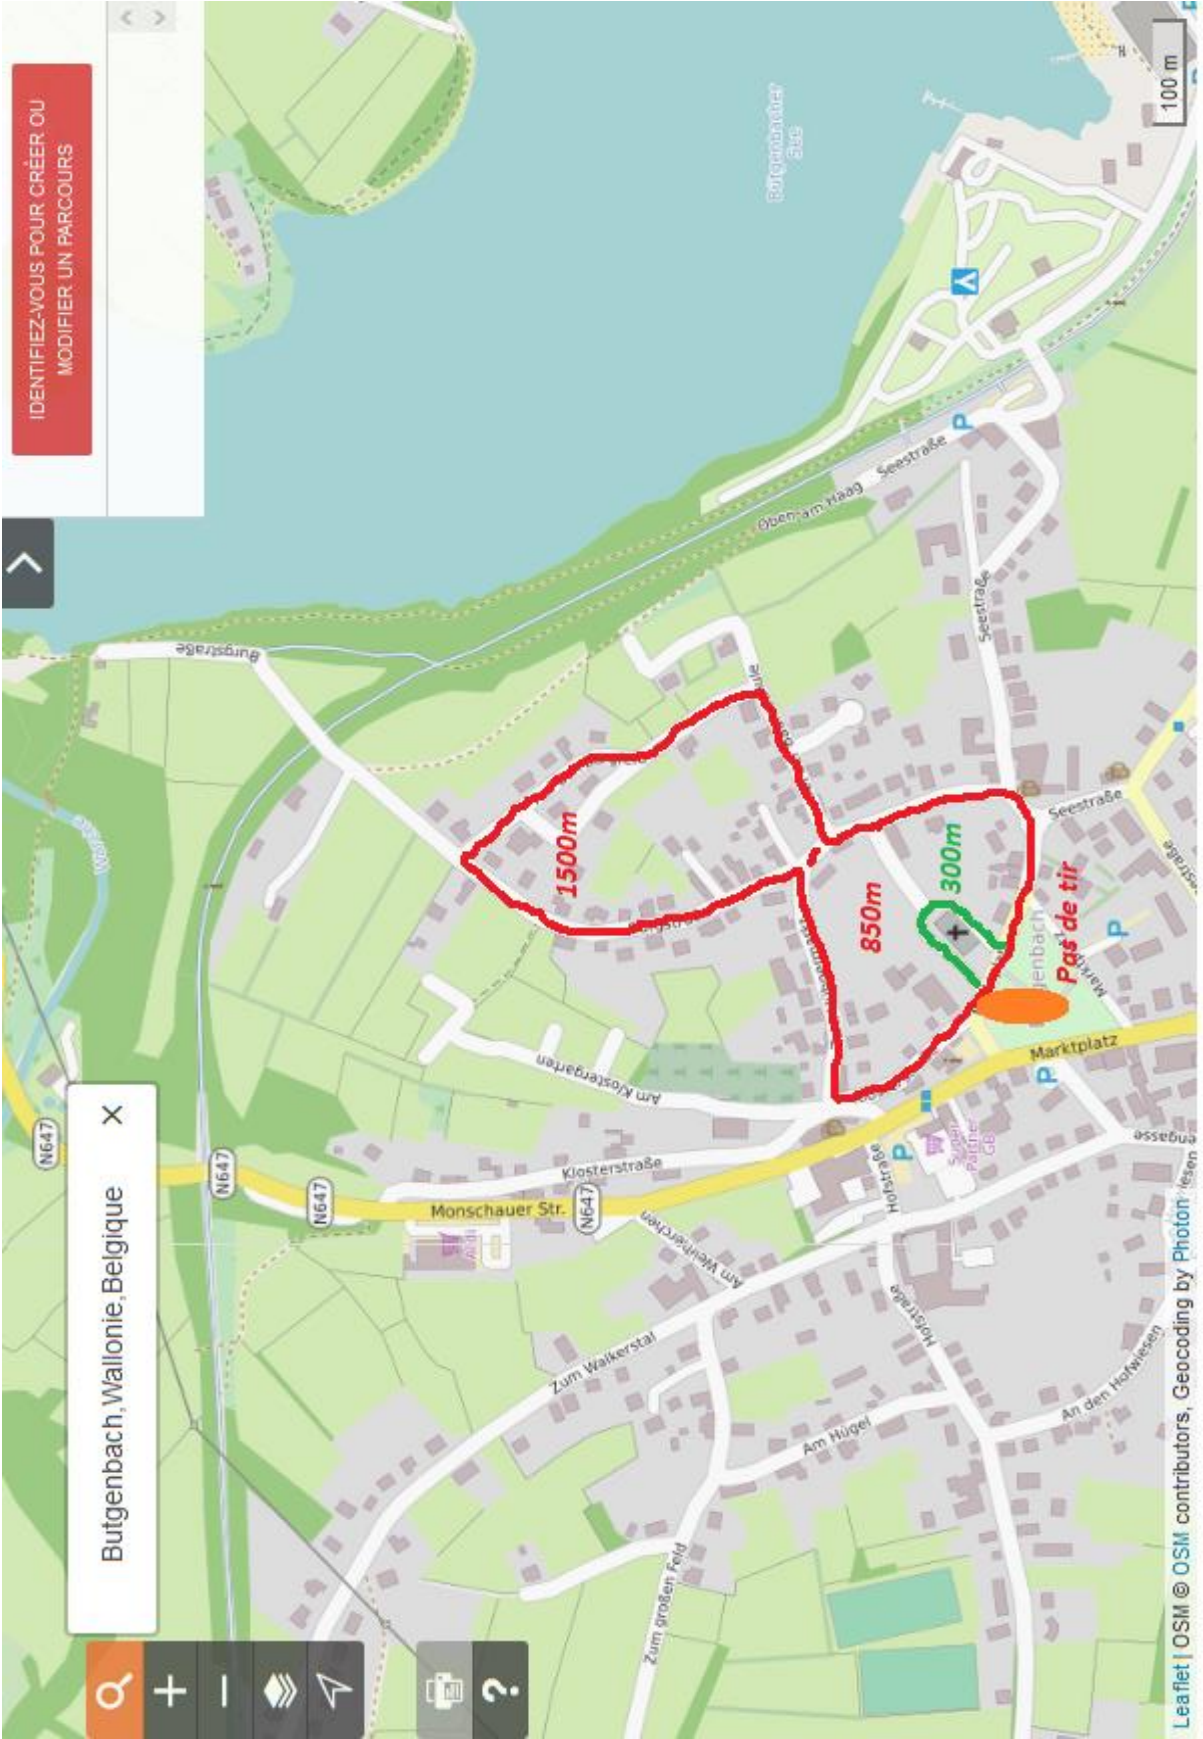 IDENTIFIEZ-VOUS POUR CRÉER OU
MODIFIER UN PARCOURS
Butgenbach,Wallonie,Belgique
N647
N647
N647
N647
Monschauer Str.
Klosterstraße
Am Klostergarten
Burgstraße
Bütgenbacher
See
Oben am Haag
Seestraße
Seestraße
Seestraße
1500m
850m
300m
Pas de tir
Marktplatz
Hofstraße
Hofstraße
Am Weiherchen
Zum Walkerstal
Am Hügel
An den Hofwiesen
Zum großen Feld
P
P
P
P
100 m
?
Leaflet | OSM © OSM contributors, Geocoding by Photon